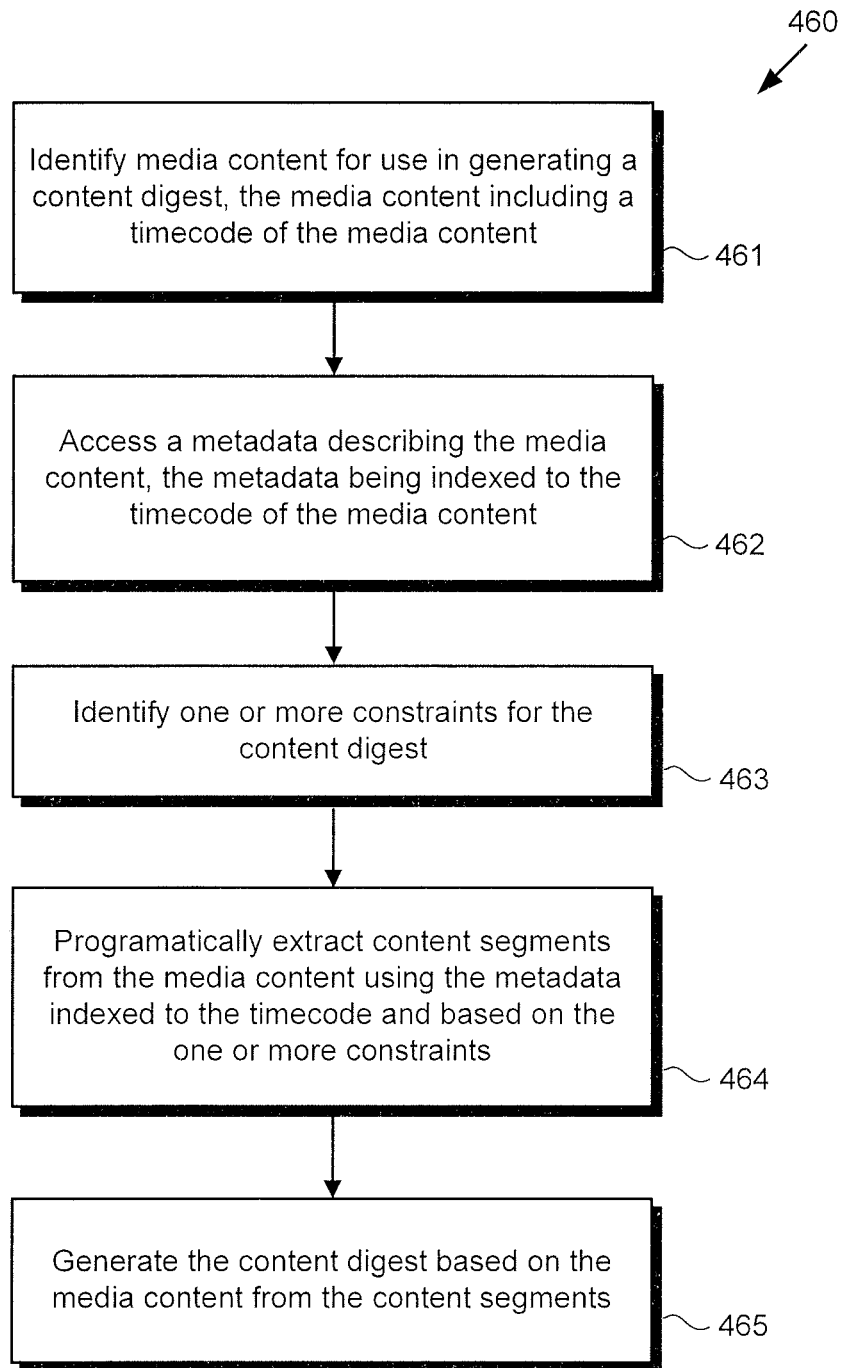 460
Identify media content for use in generating a
content digest, the media content including a
timecode of the media content
461
Access a metadata describing the media
content, the metadata being indexed to the
timecode of the media content
462
Identify one or more constraints for the
content digest
463
Programatically extract content segments
from the media content using the metadata
indexed to the timecode and based on the
one or more constraints
464
Generate the content digest based on the
media content from the content segments
465